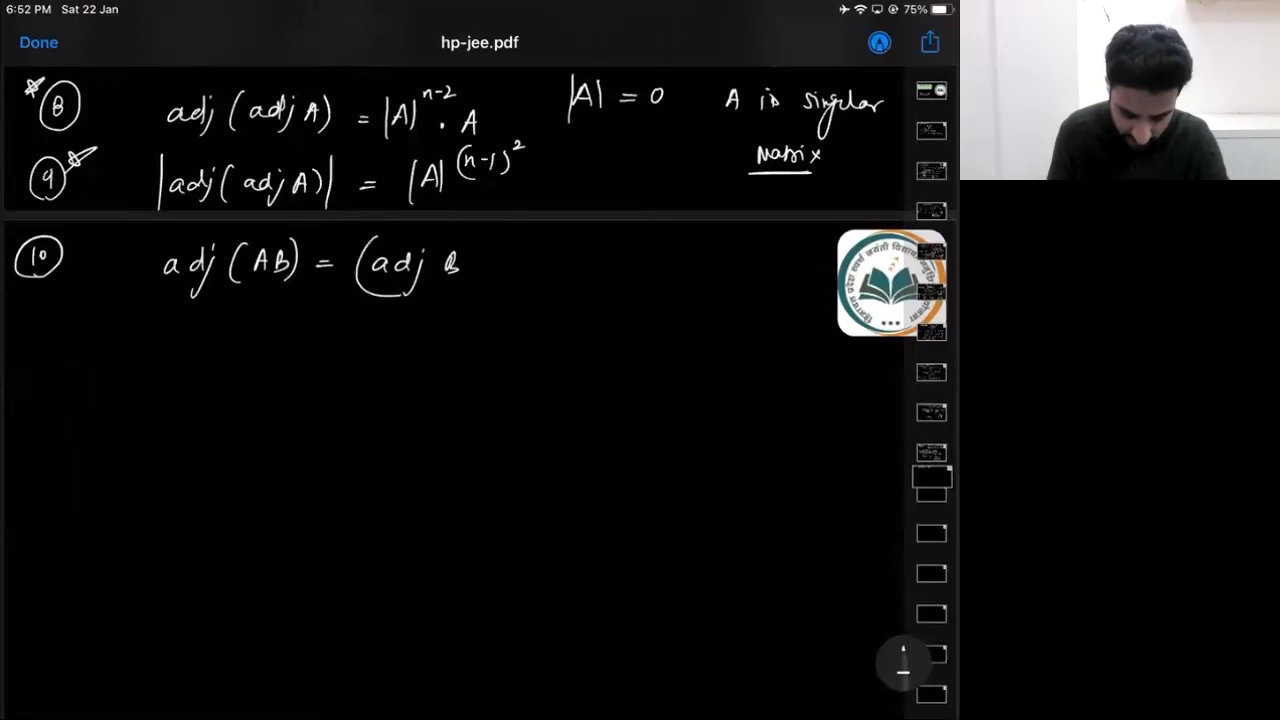 6:52 PM Sat 22 Jan 75%
Done hp-jee.pdf
⑧ adj (adj A) = |A|^{n-2} . A |A| = 0 A is singular
Matrix
⑨ |adj (adj A)| = |A|^{(n-1)^2}
⑩ adj (AB) = (adj B